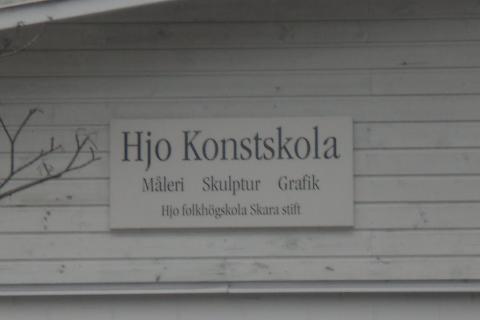 Hjo Konstskola
Måleri Skulptur Grafik
Hjo folkhögskola Skara stift